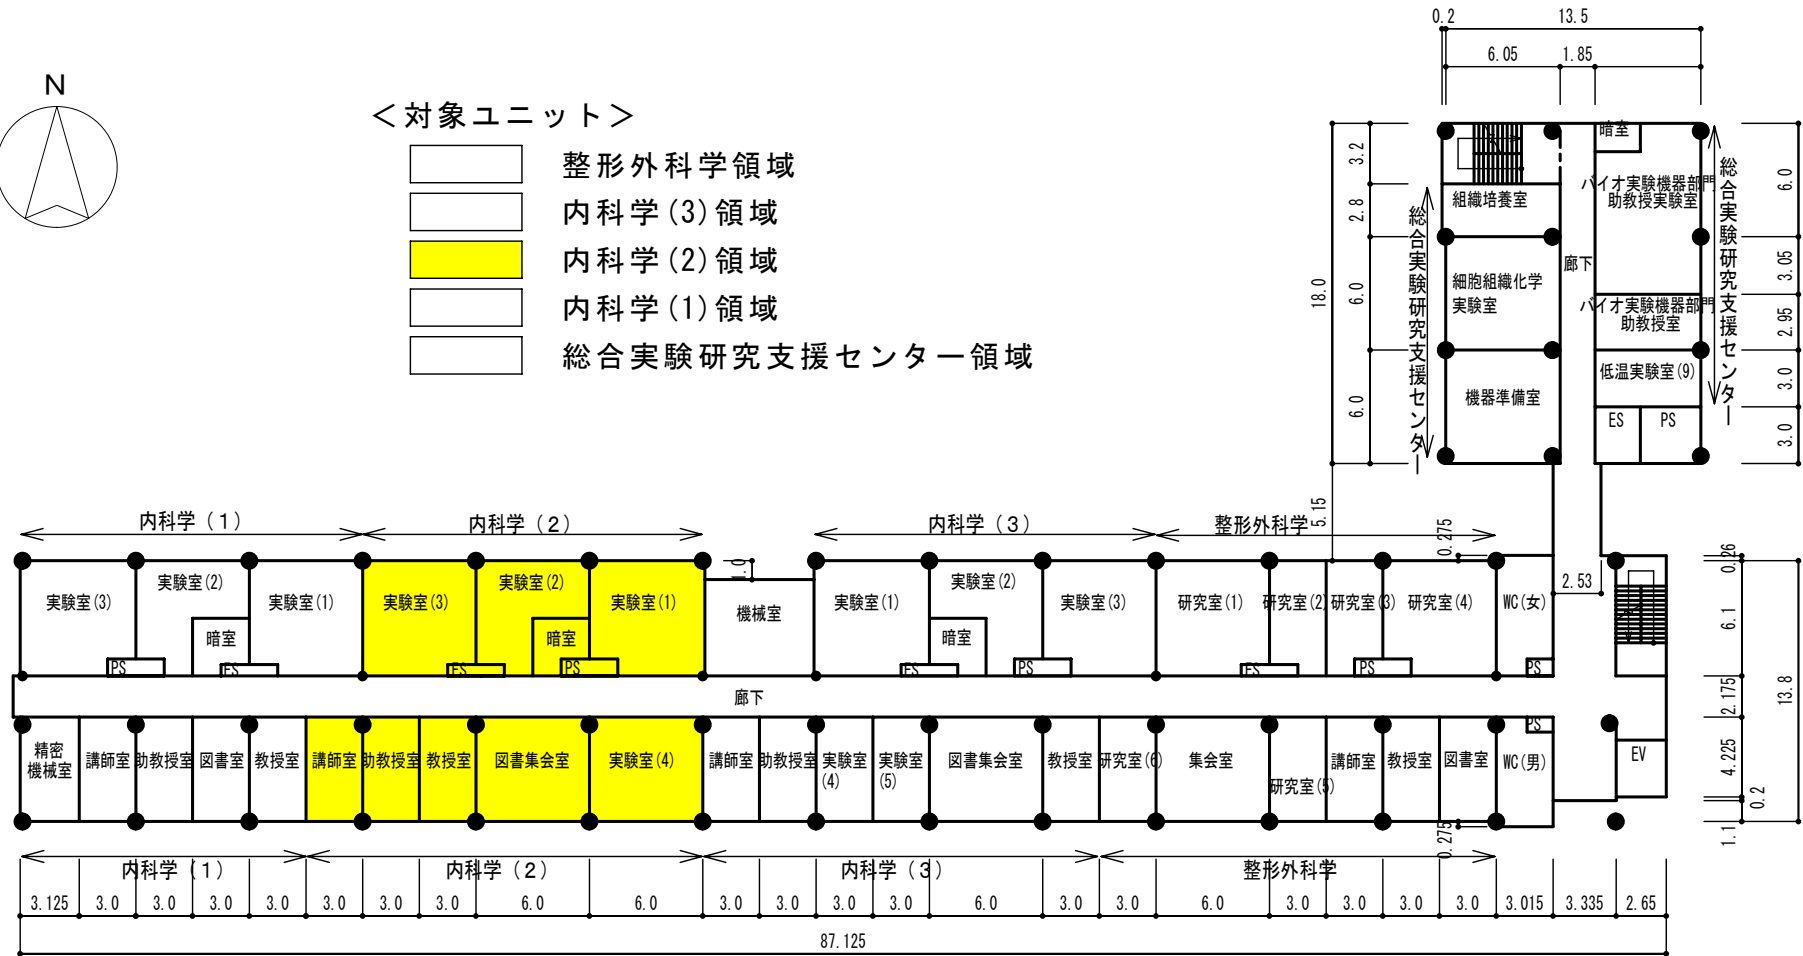 0.2 13.5
6.05 1.85
N
<対象ユニット>
整形外科学領域
内科学(3)領域
内科学(2)領域
内科学(1)領域
総合実験研究支援センター領域
暗室
バイオ実験機器部門
助教授実験室
組織培養室
総合実験研究支援センター
総合実験研究支援センター
廊下
細胞組織化学
実験室
バイオ実験機器部門
助教授室
低温実験室(9)
機器準備室
ES PS
3.2
2.8
6.0
6.0
18.0
5.15
6.0
3.05
2.95
3.0
3.0
内科学(1) 内科学(2) 内科学(3) 整形外科学
0.275
1.0
実験室(3) 実験室(2) 実験室(1) 実験室(3) 実験室(2) 実験室(1) 機械室 実験室(1) 実験室(2) 実験室(3) 研究室(1) 研究室(2) 研究室(3) 研究室(4) WC(女)
2.53
暗室 暗室 暗室
PS ES ES PS ES PS ES PS PS
廊下
0.26
6.1
2.175
4.225
0.2
1.1
13.8
精密
機械室 講師室 助教授室 図書室 教授室 講師室 助教授室 教授室 図書集会室 実験室(4) 講師室 助教授室 実験室
(4) 実験室
(5) 図書集会室 教授室 研究室(6) 集会室 研究室(5) 講師室 教授室 図書室 WC(男) PS EV
0.275
内科学(1) 内科学(2) 内科学(3) 整形外科学
3.125 3.0 3.0 3.0 3.0 3.0 3.0 3.0 6.0 6.0 3.0 3.0 3.0 3.0 6.0 3.0 3.0 6.0 3.0 3.0 3.0 3.0 3.015 3.335 2.65
87.125